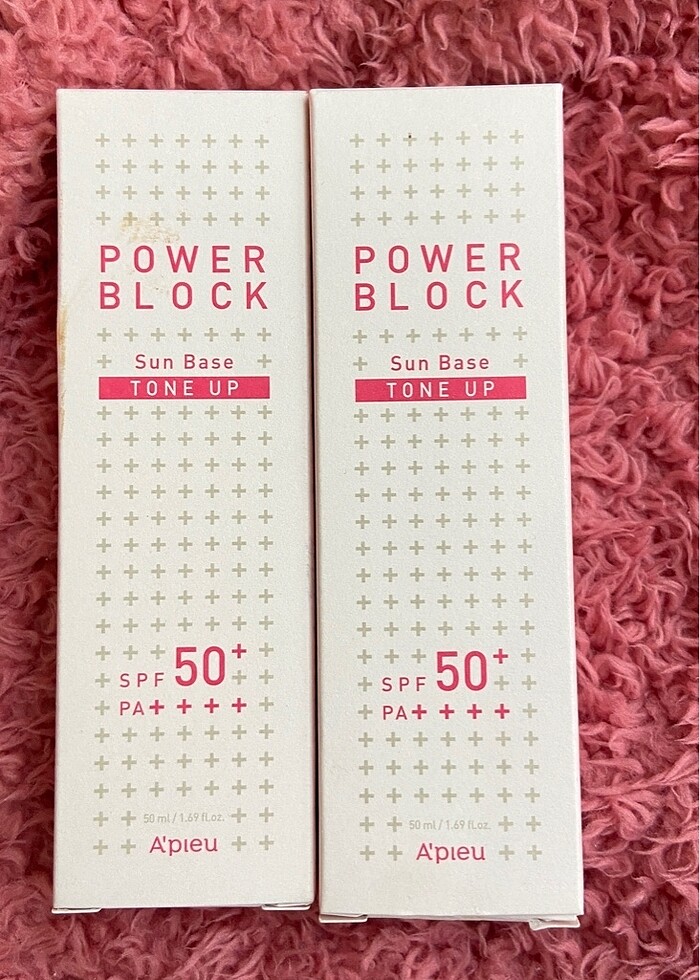 POWER
BLOCK
Sun Base
TONE UP
SPF 50+
PA++++
50 ml / 1.69 fl.oz.
A'pieu
POWER
BLOCK
Sun Base
TONE UP
SPF 50+
PA++++
50 ml / 1.69 fl.oz.
A'pieu